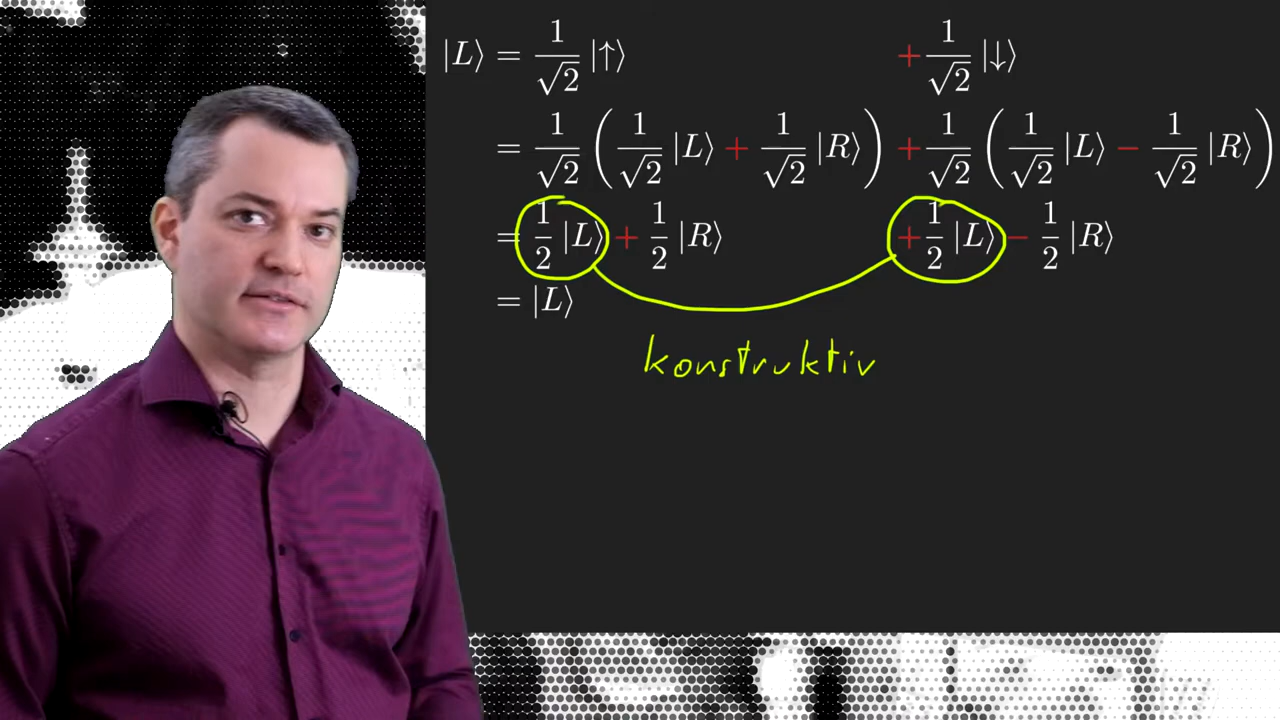 |L⟩ = 1/√2 |↑⟩ + 1/√2 |↓⟩
= 1/√2 ( 1/√2 |L⟩ + 1/√2 |R⟩ ) + 1/√2 ( 1/√2 |L⟩ − 1/√2 |R⟩ )
= 1/2 |L⟩ + 1/2 |R⟩ + 1/2 |L⟩ − 1/2 |R⟩
= |L⟩
konstruktiv